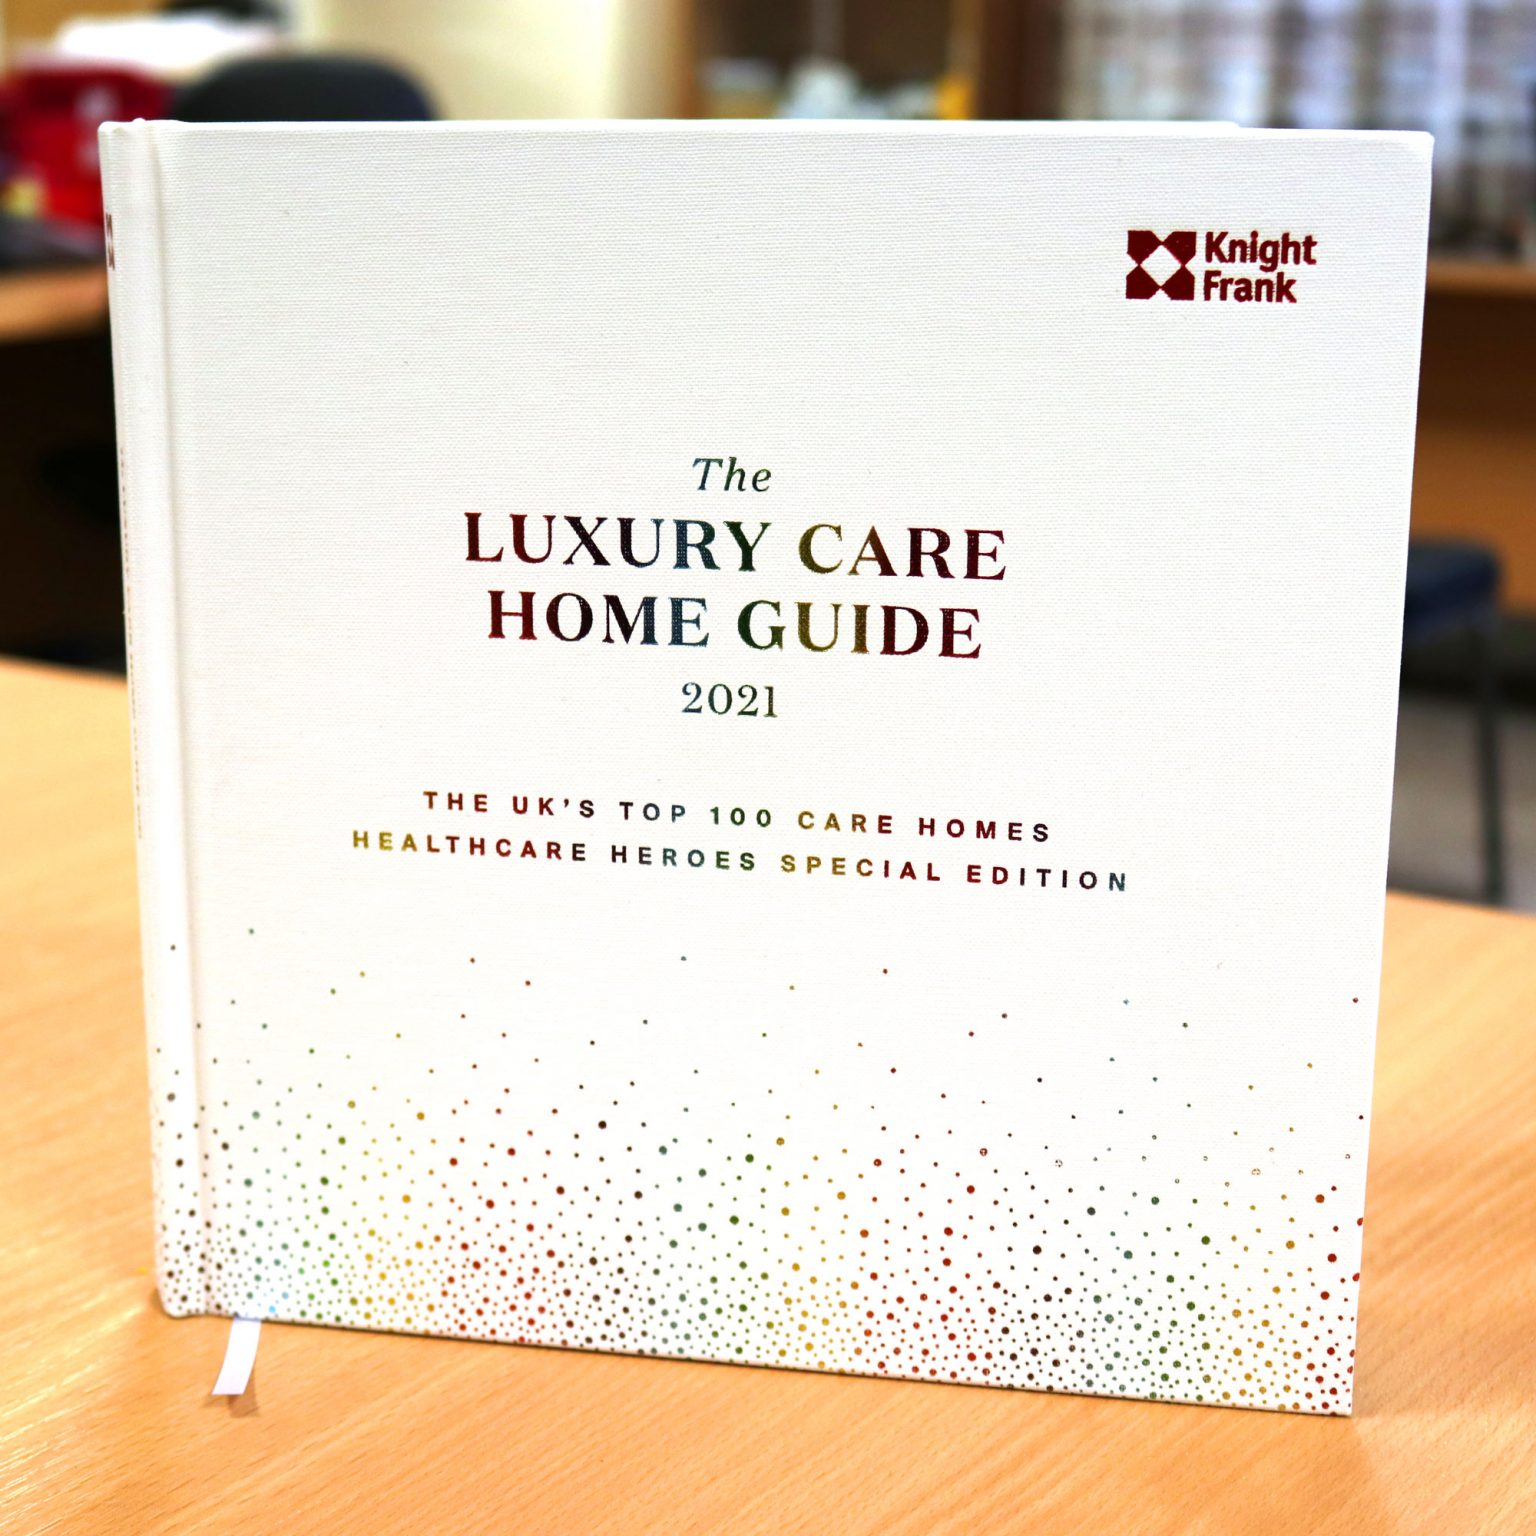 Knight
Frank
The
LUXURY CARE
HOME GUIDE
2021
THE UK'S TOP 100 CARE HOMES
HEALTHCARE HEROES SPECIAL EDITION